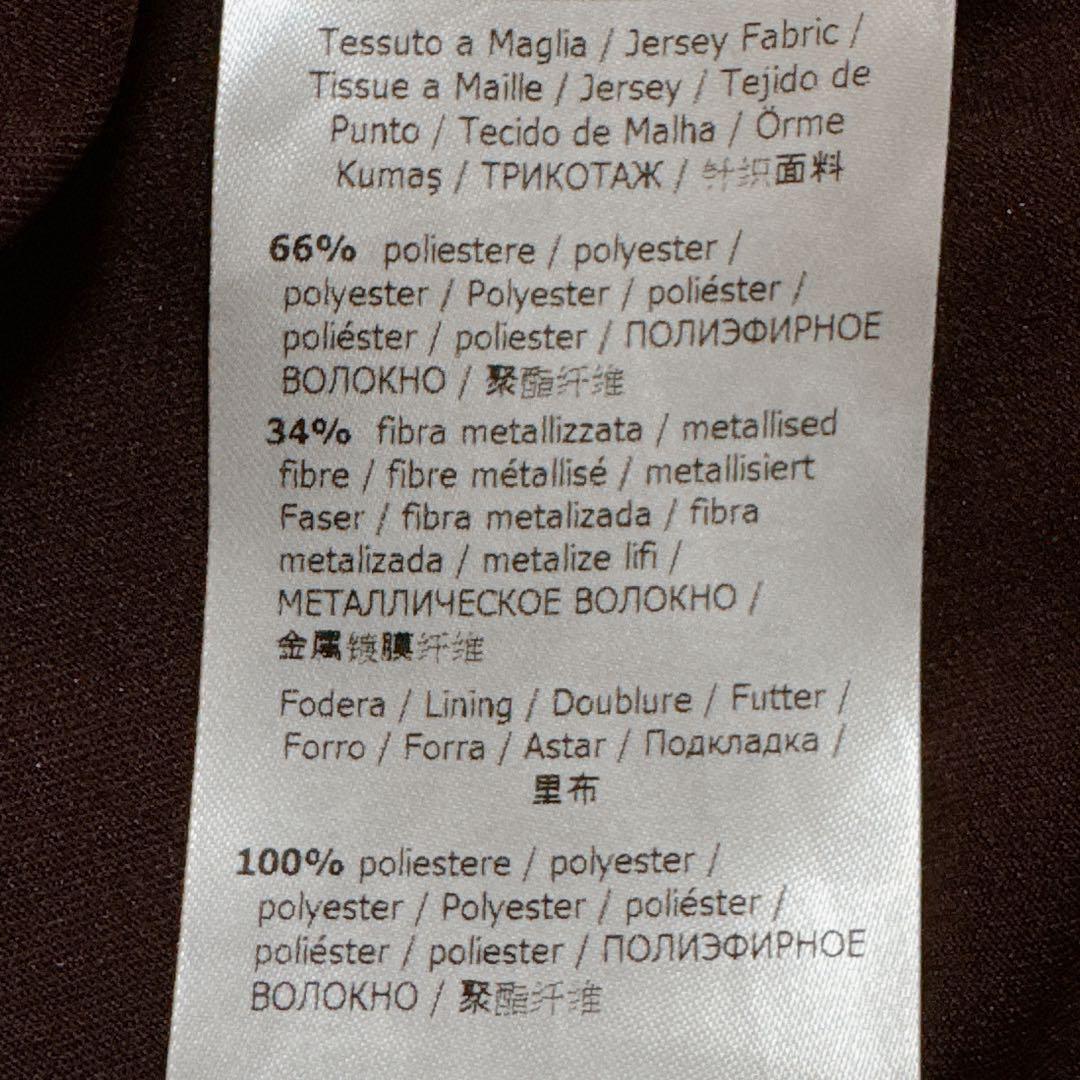 Tessuto a Maglia / Jersey Fabric /
Tissue a Maille / Jersey / Tejido de
Punto / Tecido de Malha / Örme
Kumaş / ТРИКОТАЖ / 针织面料
66% poliestere / polyester /
polyester / Polyester / poliéster /
poliéster / poliester / ПОЛИЭФИРНОЕ
ВОЛОКНО / 聚酯纤维
34% fibra metallizzata / metallised
fibre / fibre métallisé / metallisiert
Faser / fibra metalizada / fibra
metalizada / metalize lifi /
МЕТАЛЛИЧЕСКОЕ ВОЛОКНО /
金属镀膜纤维
Fodera / Lining / Doublure / Futter /
Forro / Forra / Astar / Подкладка /
里布
100% poliestere / polyester /
polyester / Polyester / poliéster /
poliéster / poliester / ПОЛИЭФИРНОЕ
ВОЛОКНО / 聚酯纤维